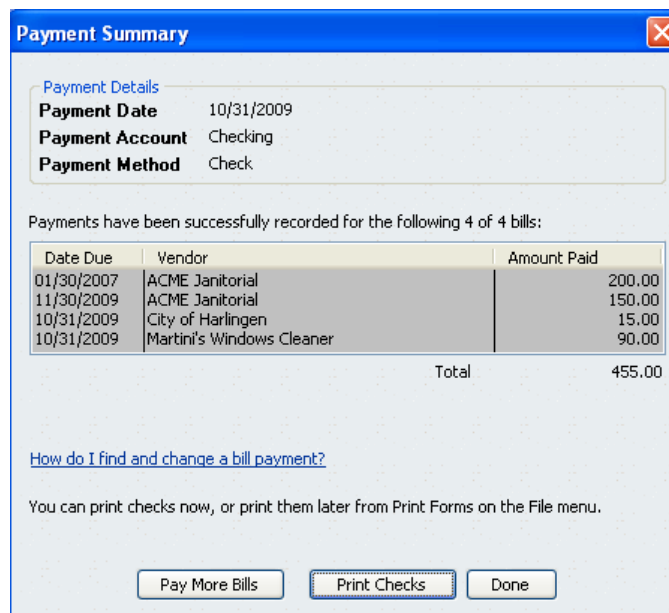 Payment Summary
Payment Details
Payment Date 10/31/2009
Payment Account Checking
Payment Method Check
Payments have been successfully recorded for the following 4 of 4 bills:
Date Due Vendor Amount Paid
01/30/2007 ACME Janitorial 200.00
11/30/2009 ACME Janitorial 150.00
10/31/2009 City of Harlingen 15.00
10/31/2009 Martini's Windows Cleaner 90.00
Total 455.00
How do I find and change a bill payment?
You can print checks now, or print them later from Print Forms on the File menu.
Pay More Bills Print Checks Done